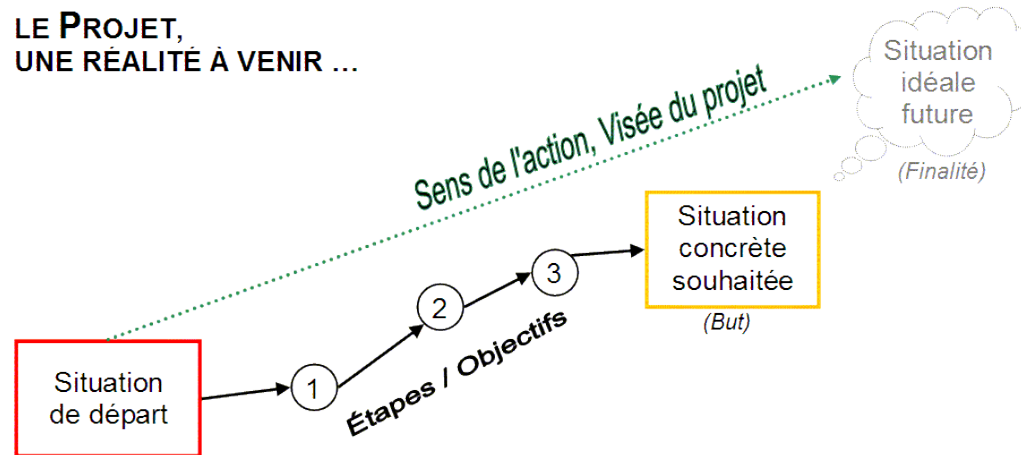 LE PROJET,
UNE RÉALITÉ À VENIR ...
Situation
idéale
future
(Finalité)
Sens de l'action, Visée du projet
Situation
concrète
souhaitée
(But)
3
2
1
Étapes / Objectifs
Situation
de départ